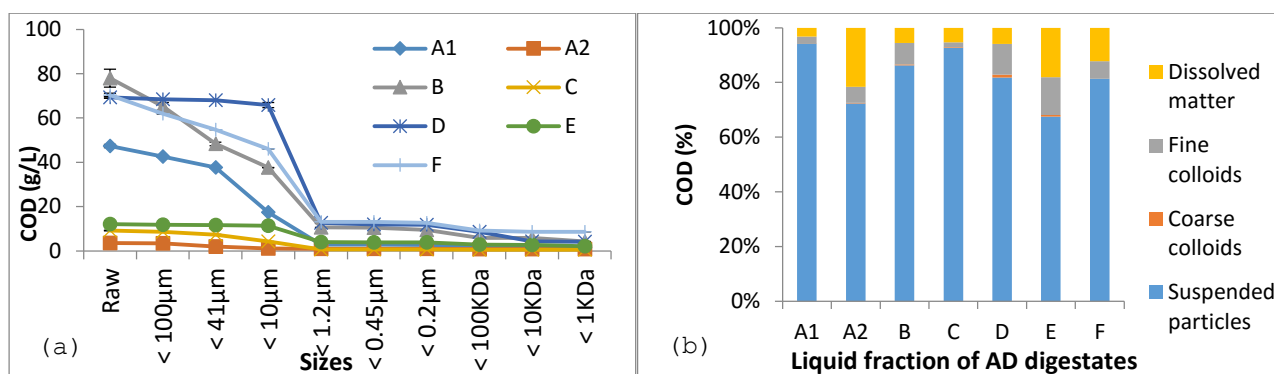 100
80
60
40
20
0
COD (g/L)
A1
A2
B
C
D
E
F
Raw
< 100µm
< 41µm
< 10µm
< 1.2µm
< 0.45µm
< 0.2µm
< 100KDa
< 10KDa
< 1KDa
Sizes
(a)
100%
80%
60%
40%
20%
0%
COD (%)
A1 A2 B C D E F
Liquid fraction of AD digestates
(b)
Dissolved
matter
Fine
colloids
Coarse
colloids
Suspended
particles